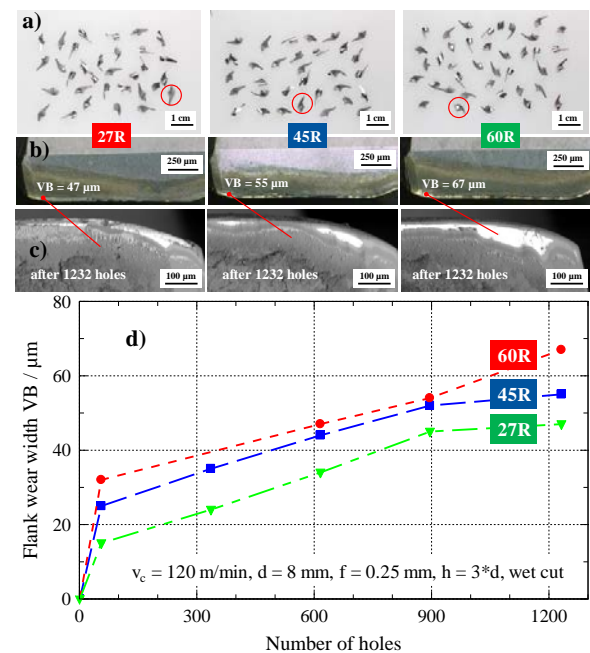 a)
1 cm
1 cm
1 cm
27R
45R
60R
b)
250 µm
250 µm
250 µm
VB = 47 µm
VB = 55 µm
VB = 67 µm
c)
after 1232 holes
100 µm
after 1232 holes
100 µm
after 1232 holes
100 µm
d)
Flank wear width VB / µm
80
60
40
20
0
60R
45R
27R
v_c = 120 m/min, d = 8 mm, f = 0.25 mm, h = 3*d, wet cut
0 300 600 900 1200
Number of holes